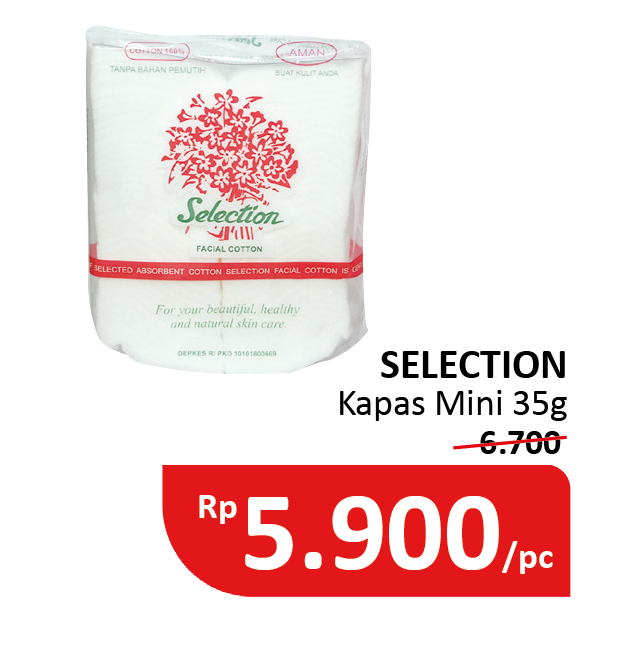 Selection
COTTON 100%
AMAN
TANPA BAHAN PEMUTIH
BUAT KULIT ANDA
Selection
FACIAL COTTON
SELECTED ABSORBENT COTTON SELECTION FACIAL COTTON IS
For your beautiful, healthy
and natural skin care.
DEPKES RI PKD 10101800669
SELECTION
Kapas Mini 35g
6.700
Rp 5.900/pc